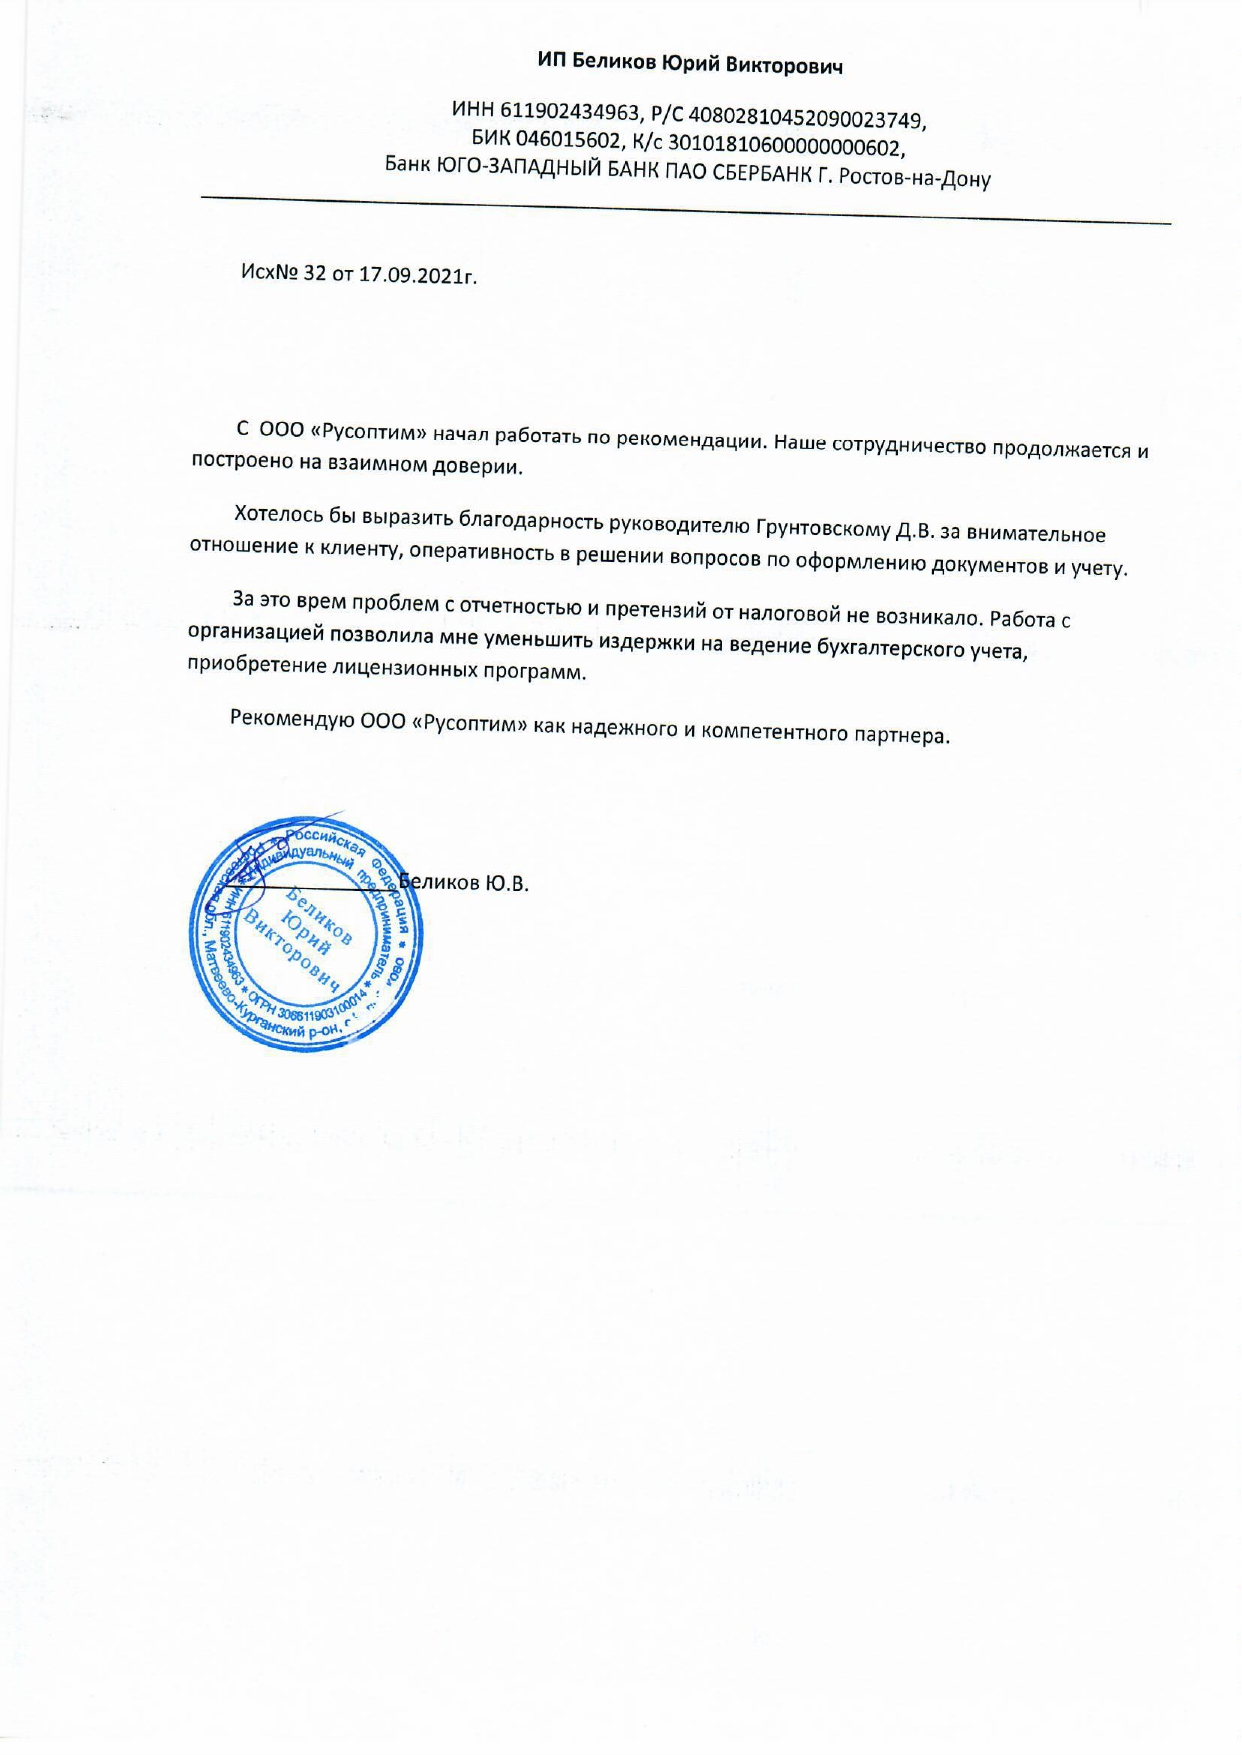 ИП Беликов Юрий Викторович
ИНН 611902434963, Р/С 40802810452090023749,
БИК 046015602, К/с 30101810600000000602,
Банк ЮГО-ЗАПАДНЫЙ БАНК ПАО СБЕРБАНК Г. Ростов-на-Дону
Исх№ 32 от 17.09.2021г.
С ООО «Русоптим» начал работать по рекомендации. Наше сотрудничество продолжается и
построено на взаимном доверии.
Хотелось бы выразить благодарность руководителю Грунтовскому Д.В. за внимательное
отношение к клиенту, оперативность в решении вопросов по оформлению документов и учету.
За это врем проблем с отчетностью и претензий от налоговой не возникало. Работа с
организацией позволила мне уменьшить издержки на ведение бухгалтерского учета,
приобретение лицензионных программ.
Рекомендую ООО «Русоптим» как надежного и компетентного партнера.
Беликов Ю.В.
Российская Федерация * Ростовская обл., Матвеево-Курганский р-он,
Индивидуальный предприниматель * ОГРН 306611903100014 * ИНН 611902434963
Беликов
Юрий
Викторович